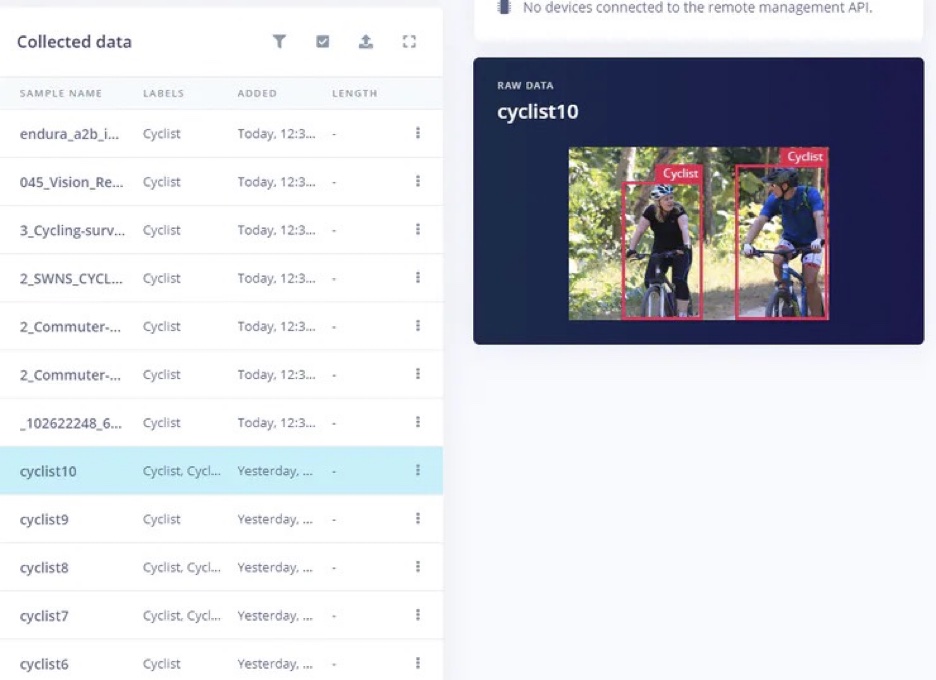 No devices connected to the remote management API.
Collected data
SAMPLE NAME LABELS ADDED LENGTH
endura_a2b_i... Cyclist Today, 12:3... -
045_Vision_Re... Cyclist Today, 12:3... -
3_Cycling-surv... Cyclist Today, 12:3... -
2_SWNS_CYCL... Cyclist Today, 12:3... -
2_Commuter-... Cyclist Today, 12:3... -
2_Commuter-... Cyclist Today, 12:3... -
_102622248_6... Cyclist Today, 12:3... -
cyclist10 Cyclist, Cycl... Yesterday, ... -
cyclist9 Cyclist Yesterday, ... -
cyclist8 Cyclist, Cycl... Yesterday, ... -
cyclist7 Cyclist, Cycl... Yesterday, ... -
cyclist6 Cyclist Yesterday, ... -
RAW DATA
cyclist10
Cyclist
Cyclist